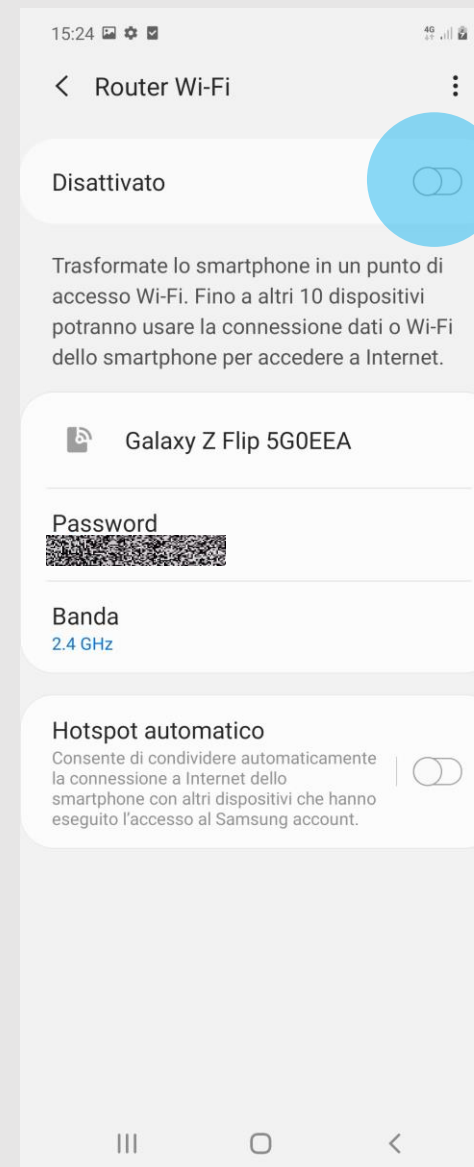 15:24
4G
Router Wi-Fi
Disattivato
Trasformate lo smartphone in un punto di
accesso Wi-Fi. Fino a altri 10 dispositivi
potranno usare la connessione dati o Wi-Fi
dello smartphone per accedere a Internet.
Galaxy Z Flip 5G0EEA
Password
Banda
2.4 GHz
Hotspot automatico
Consente di condividere automaticamente
la connessione a Internet dello
smartphone con altri dispositivi che hanno
eseguito l'accesso al Samsung account.